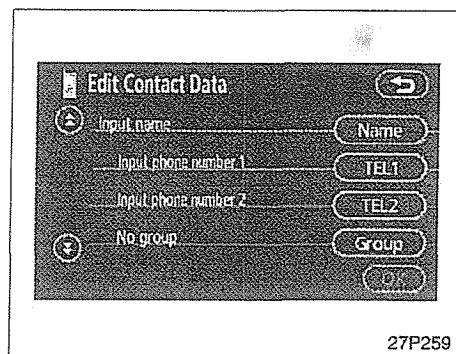 Edit Contact Data
Input name Name
Input phone number 1 TEL1
Input phone number 2 TEL2
No group Group
OK
27P259